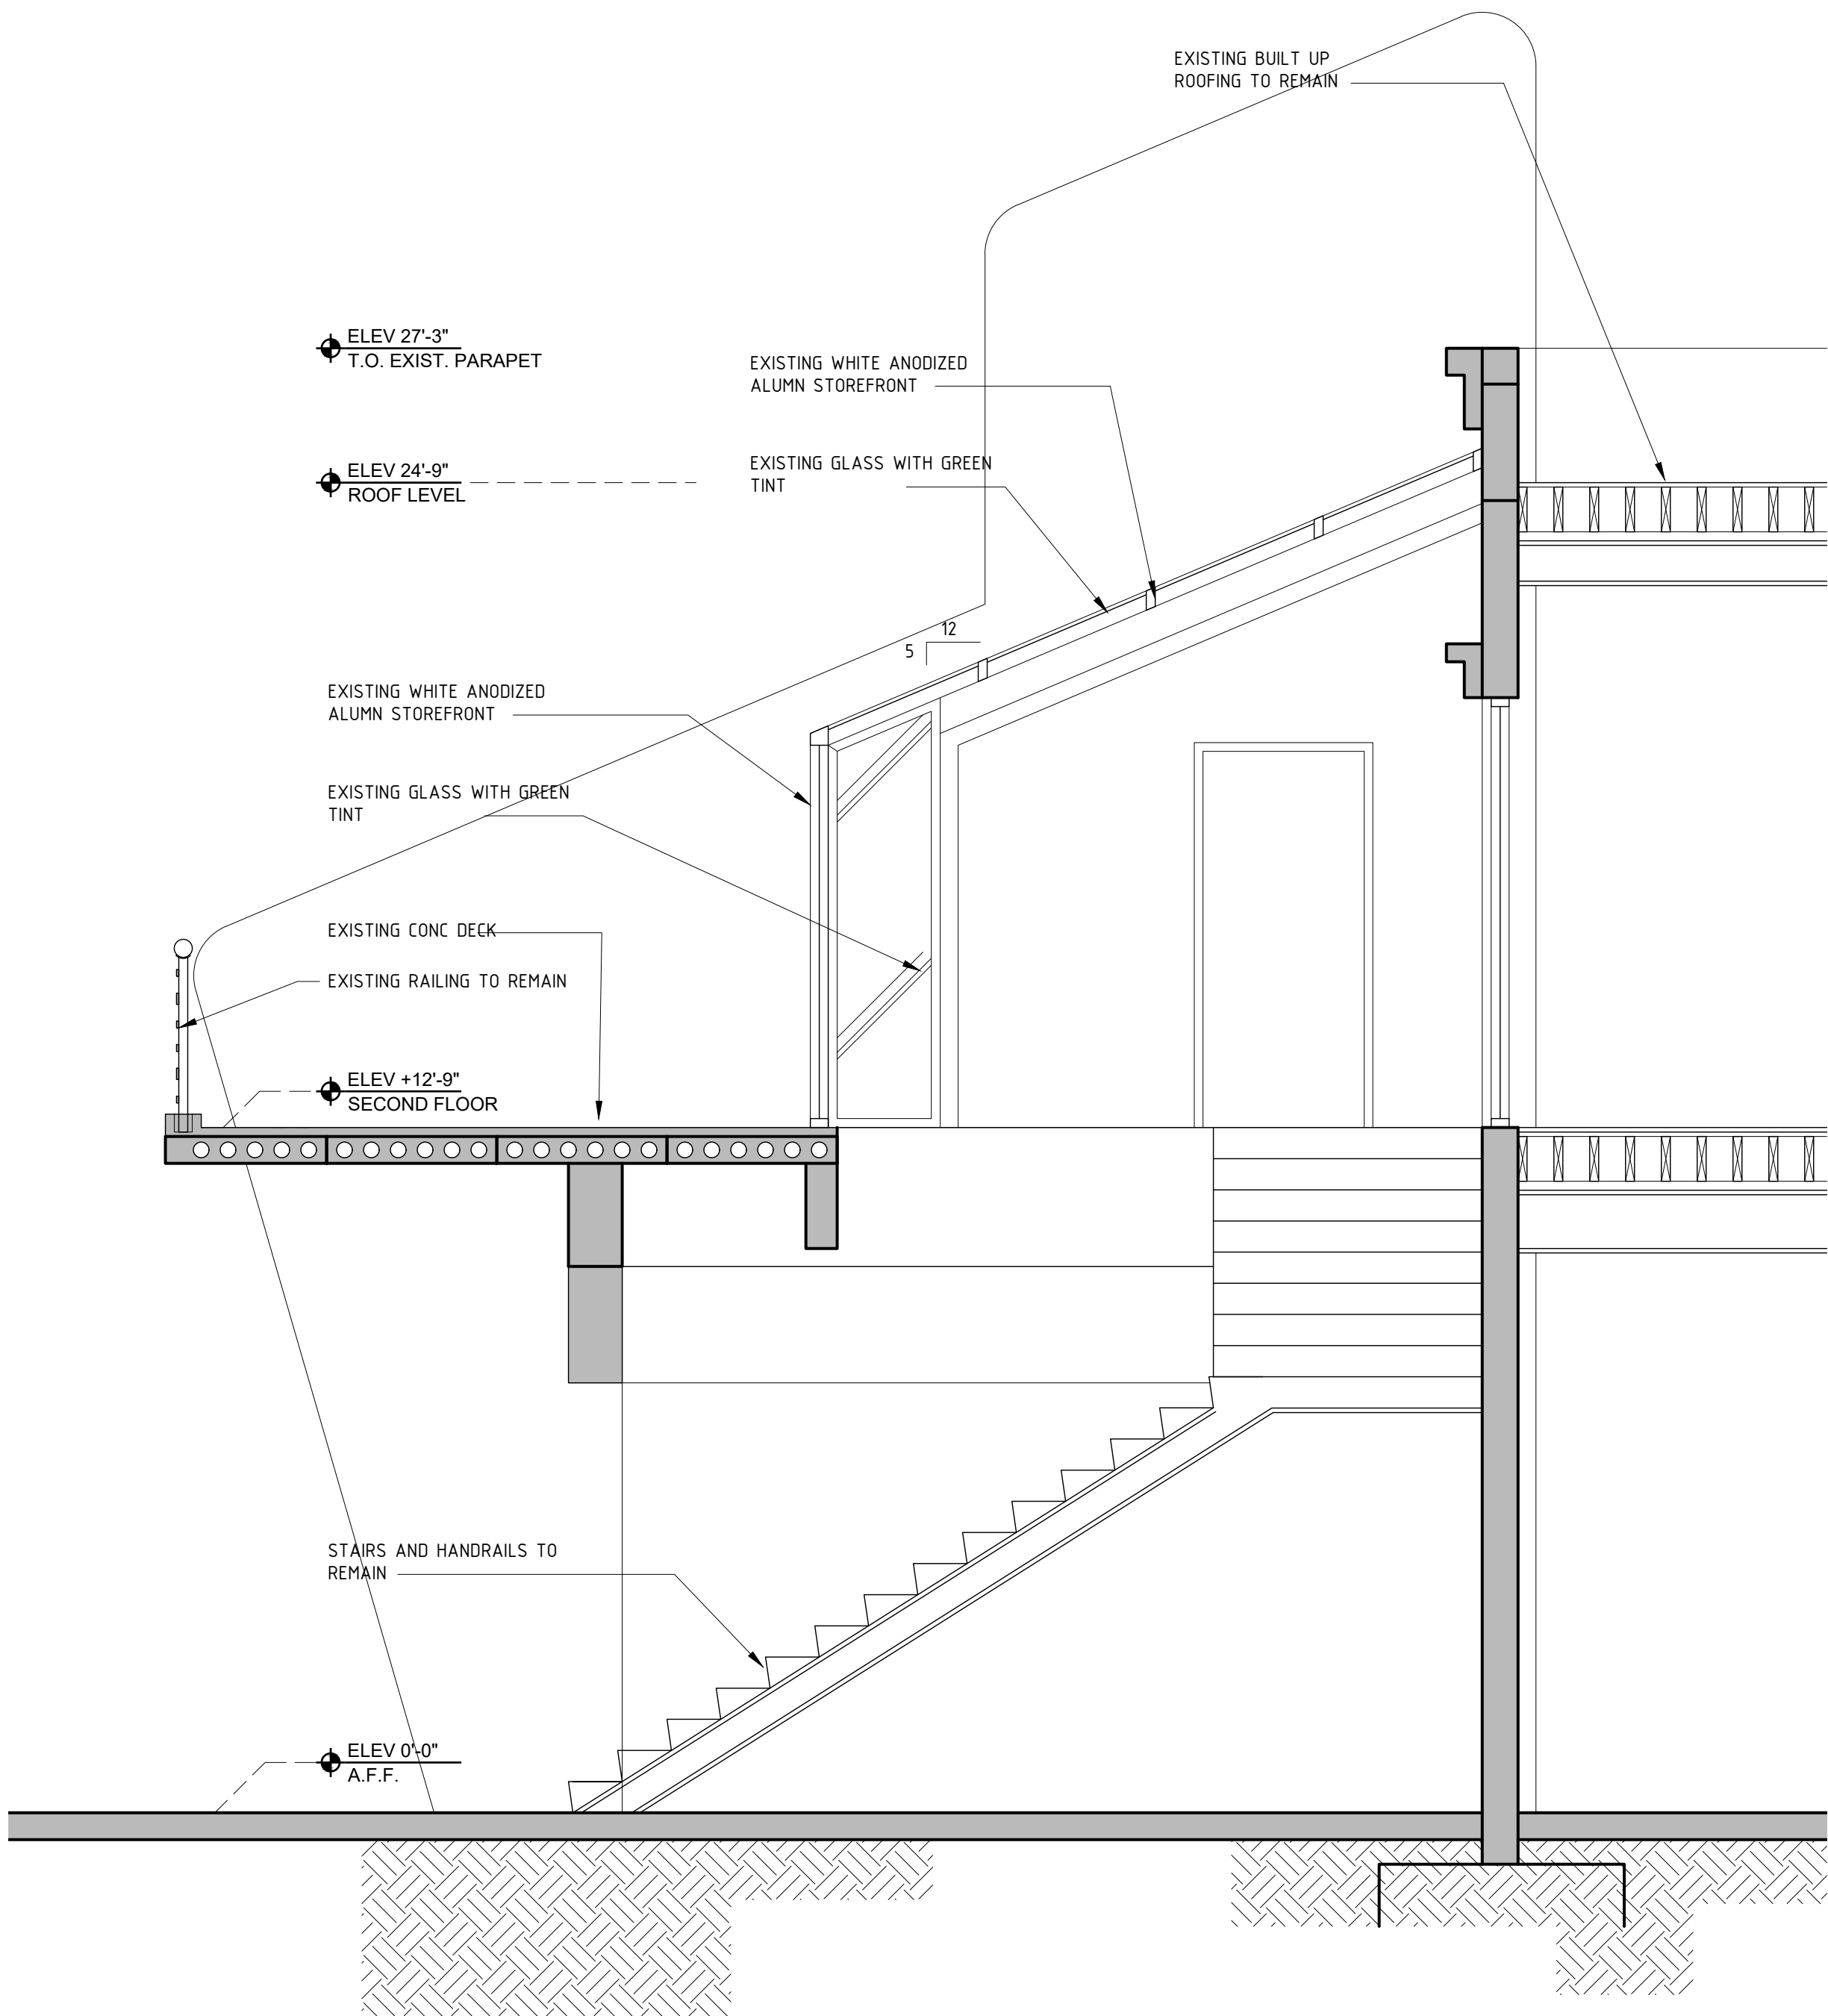 EXISTING BUILT UP
ROOFING TO REMAIN
ELEV 27'-3"
T.O. EXIST. PARAPET
EXISTING WHITE ANODIZED
ALUMN STOREFRONT
ELEV 24'-9"
ROOF LEVEL
EXISTING GLASS WITH GREEN
TINT
12
5
EXISTING WHITE ANODIZED
ALUMN STOREFRONT
EXISTING GLASS WITH GREEN
TINT
EXISTING CONC DECK
EXISTING RAILING TO REMAIN
ELEV +12'-9"
SECOND FLOOR
STAIRS AND HANDRAILS TO
REMAIN
ELEV 0'-0"
A.F.F.